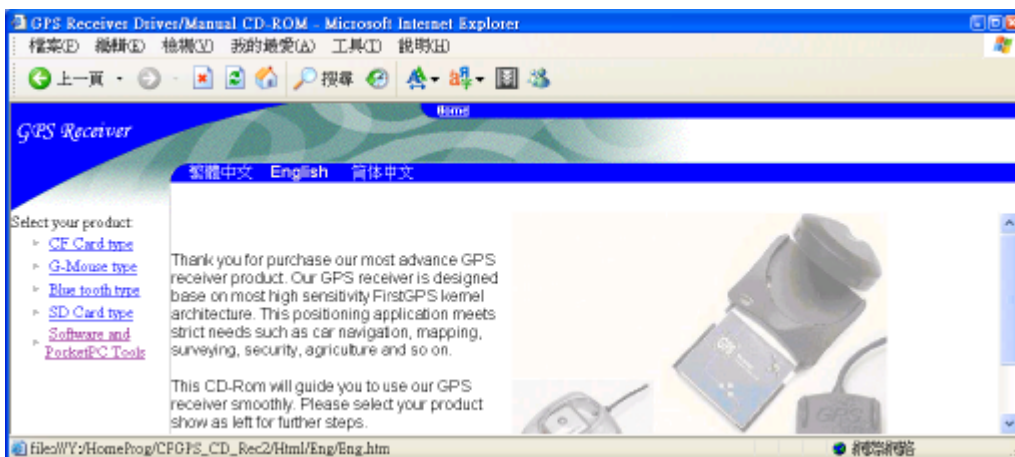 GPS Receiver Driver/Manual CD-ROM - Microsoft Internet Explorer
檔案(F) 編輯(E) 檢視(V) 我的最愛(A) 工具(T) 說明(H)
上一頁 搜尋
Home
GPS Receiver
繁體中文 English 简体中文
Select your product:
CF Card type
G-Mouse type
Blue tooth type
SD Card type
Software and
PocketPC Tools
Thank you for purchase our most advance GPS
receiver product. Our GPS receiver is designed
base on most high sensitivity FirstGPS kernel
architecture. This positioning application meets
strict needs such as car navigation, mapping,
surveying, security, agriculture and so on.
This CD-Rom will guide you to use our GPS
receiver smoothly. Please select your product
show as left for further steps.
GPS
GPS
file:///Y:/HomeProg/CFGPS_CD_Rec2/Html/Eng/Eng.htm
網際網路